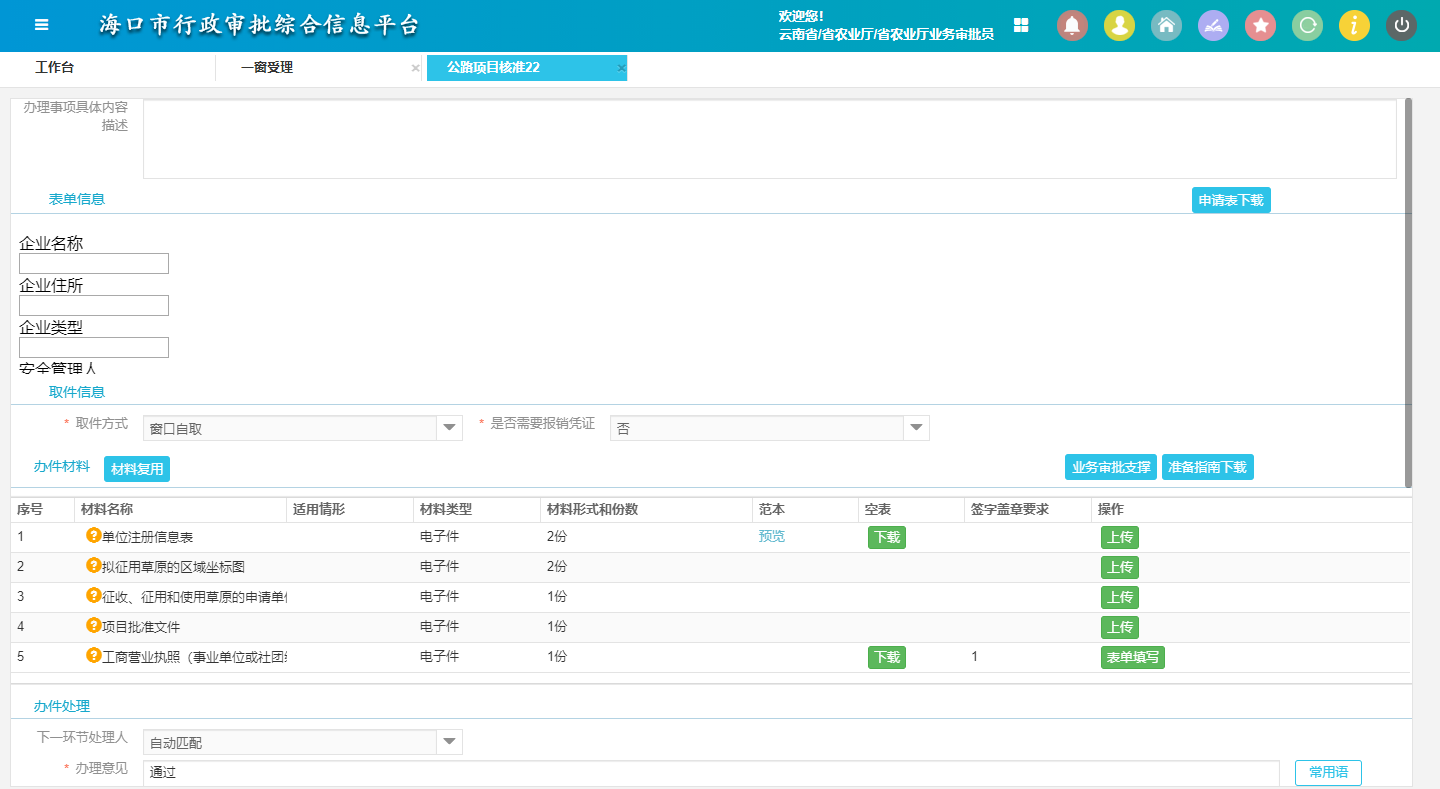 海口市行政审批综合信息平台
欢迎您!
云南省/省农业厅/省农业厅业务审批员
工作台
一窗受理
公路项目核准22
办理事项具体内容
描述
表单信息
申请表下载
企业名称
企业住所
企业类型
安全管理人
取件信息
* 取件方式 窗口自取 * 是否需要报销凭证 否
办件材料 材料复用 业务审批支撑 准备指南下载
序号 材料名称 适用情形 材料类型 材料形式和份数 范本 空表 签字盖章要求 操作
1 单位注册信息表 电子件 2份 预览 下载 上传
2 拟征用草原的区域坐标图 电子件 2份 上传
3 征收、征用和使用草原的申请单 电子件 1份 上传
4 项目批准文件 电子件 1份 上传
5 工商营业执照（事业单位或社团 电子件 1份 下载 1 表单填写
办件处理
下一环节处理人 自动匹配
* 办理意见 通过 常用语